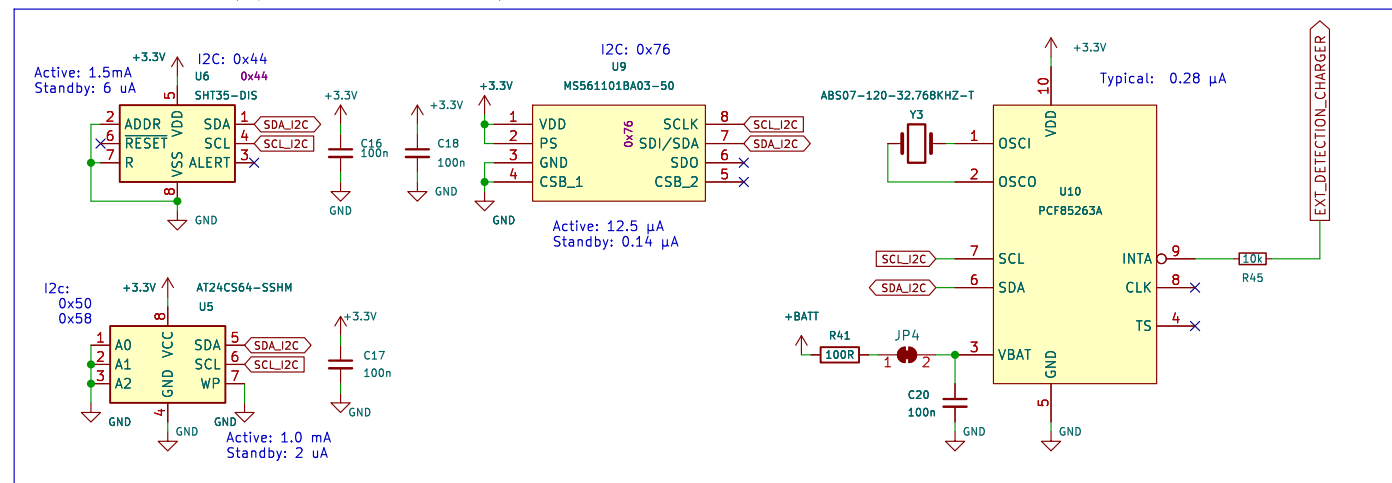 +3.3V
I2C: 0x44
U6
0x44
SHT35-DIS
Active: 1.5mA
Standby: 6 uA
5
2
6
7
ADDR
RESET
R
VDD
VSS
SDA
SCL
ALERT
1
4
3
SDA_I2C
SCL_I2C
8
GND
+3.3V
C16
100n
GND
+3.3V
C18
100n
GND
I2C: 0x76
U9
MS561101BA03-50
+3.3V
1
2
3
4
VDD
PS
GND
CSB_1
0x76
SCLK
SDI/SDA
SDO
CSB_2
8
7
6
5
SCL_I2C
SDA_I2C
GND
Active: 12.5 µA
Standby: 0.14 µA
+3.3V
Typical: 0.28 µA
10
ABS07-120-32.768KHZ-T
Y3
1
2
OSCI
OSCO
VDD
U10
PCF85263A
SCL_I2C
SDA_I2C
7
6
SCL
SDA
INTA
CLK
TS
9
8
4
10k
R45
EXT_DETECTION_CHARGER
+BATT
R41
100R
JP4
1
2
3
VBAT
GND
5
C20
100n
GND
GND
I2c:
0x50
0x58
+3.3V
AT24CS64-SSHM
U5
8
1
2
3
A0
A1
A2
VCC
GND
SDA
SCL
WP
5
6
7
SDA_I2C
SCL_I2C
4
GND
GND
GND
Active: 1.0 mA
Standby: 2 uA
+3.3V
C17
100n
GND